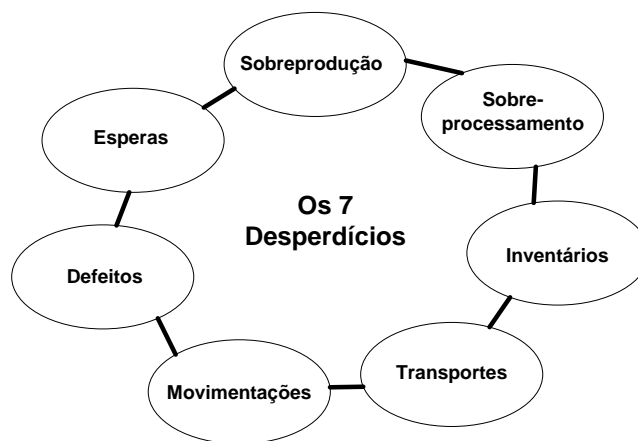 Sobreprodução
Sobre-
processamento
Esperas
Os 7
Desperdícios
Inventários
Defeitos
Transportes
Movimentações